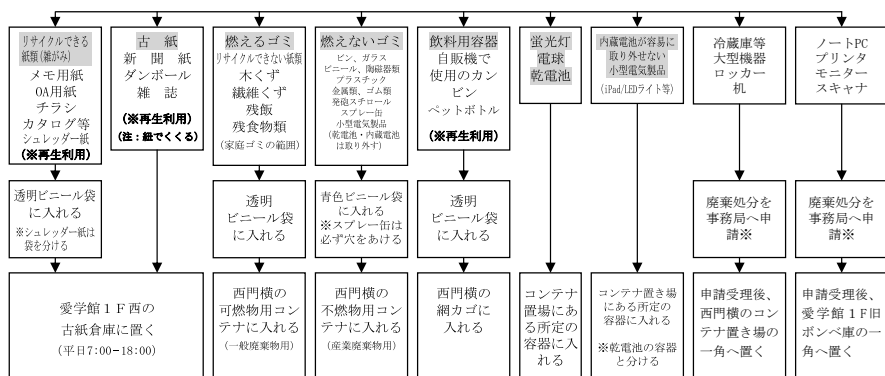 リサイクルできる
紙類(雑がみ)
メモ用紙
OA用紙
チラシ
カタログ等
シュレッダー紙
(※再生利用)
古　紙
新 聞 紙
ダンボール
雑　誌
(※再生利用)
(注：紐でくくる)
燃えるゴミ
リサイクルできない紙類
木くず
繊維くず
残飯
残食物類
(家庭ゴミの範囲)
燃えないゴミ
ビン、ガラス
ビニール、陶磁器類
プラスチック
金属類、ゴム類
発砲スチロール
スプレー缶
小型電気製品
(乾電池・内蔵電池
は取り外す)
飲料用容器
自販機で
使用のカン
ビン
ペットボトル
(※再生利用)
蛍光灯
電球
乾電池
内蔵電池が容易に
取り外せない
小型電気製品
(iPad/LEDライト等)
冷蔵庫等
大型機器
ロッカー
机
ノートPC
プリンタ
モニター
スキャナ
透明ビニール袋
に入れる
※シュレッダー紙は
袋を分ける
透明
ビニール袋
に入れる
青色ビニール袋
に入れる
※スプレー缶は
必ず穴をあける
透明
ビニール袋
に入れる
廃棄処分を
事務局へ申
請※
廃棄処分を
事務局へ申
請※
愛学館１Ｆ西の
古紙倉庫に置く
(平日7:00-18:00)
西門横の
可燃物用コン
テナに入れる
(一般廃棄物用)
西門横の
不燃物用コン
テナに入れる
(産業廃棄物用)
西門横の
網カゴに
入れる
コンテナ
置場にあ
る所定の
容器に入
れる
コンテナ置き場
にある所定の
容器に入れる
※乾電池の容器
と分ける
申請受理後、
西門横のコン
テナ置き場の
一角へ置く
申請受理後、
愛学館１Ｆ旧
ボンベ庫の一
角へ置く